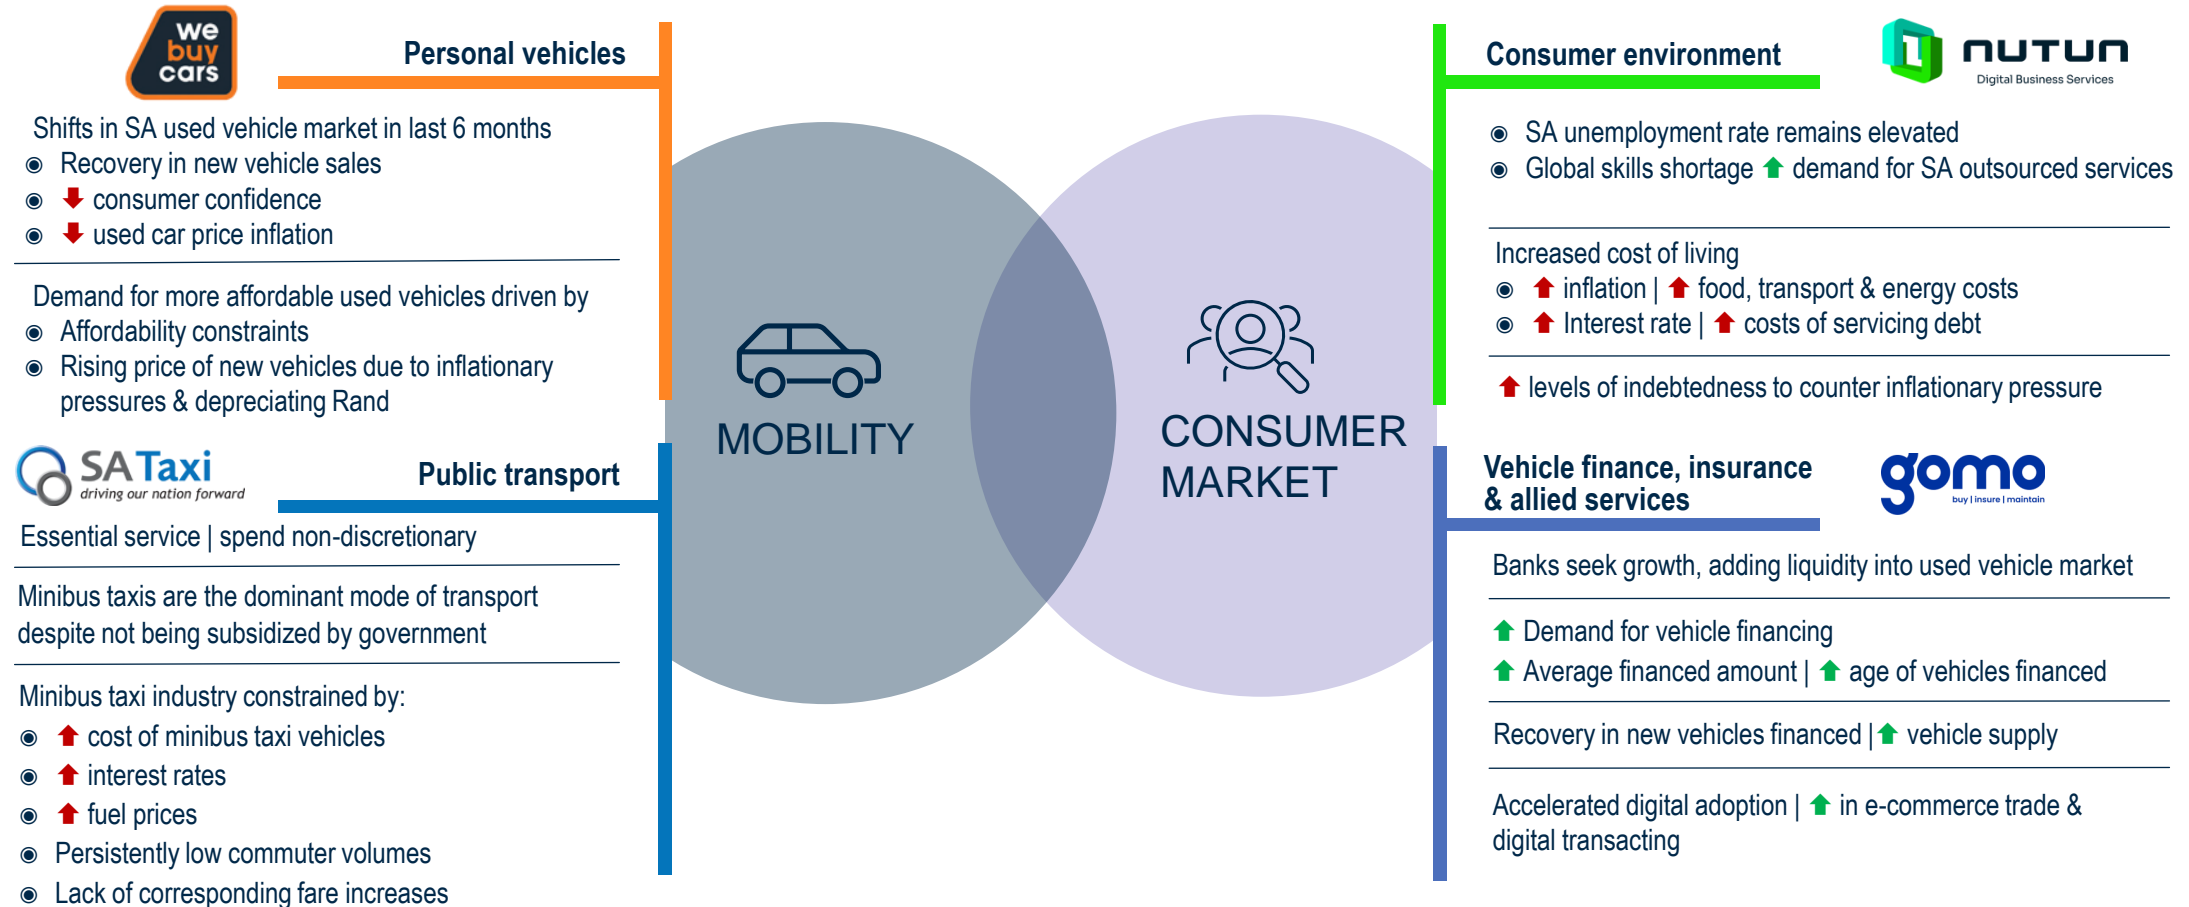 we
buy
cars
Personal vehicles
Shifts in SA used vehicle market in last 6 months
◉ Recovery in new vehicle sales
◉ ⬇ consumer confidence
◉ ⬇ used car price inflation
Demand for more affordable used vehicles driven by
◉ Affordability constraints
◉ Rising price of new vehicles due to inflationary
pressures & depreciating Rand
SA Taxi
driving our nation forward
Public transport
Essential service | spend non-discretionary
Minibus taxis are the dominant mode of transport
despite not being subsidized by government
Minibus taxi industry constrained by:
◉ ⬆ cost of minibus taxi vehicles
◉ ⬆ interest rates
◉ ⬆ fuel prices
◉ Persistently low commuter volumes
◉ Lack of corresponding fare increases
MOBILITY
CONSUMER
MARKET
Consumer environment
nutun
Digital Business Services
◉ SA unemployment rate remains elevated
◉ Global skills shortage ⬆ demand for SA outsourced services
Increased cost of living
◉ ⬆ inflation | ⬆ food, transport & energy costs
◉ ⬆ Interest rate | ⬆ costs of servicing debt
⬆ levels of indebtedness to counter inflationary pressure
Vehicle finance, insurance
& allied services
gomo
buy | insure | maintain
Banks seek growth, adding liquidity into used vehicle market
⬆ Demand for vehicle financing
⬆ Average financed amount | ⬆ age of vehicles financed
Recovery in new vehicles financed | ⬆ vehicle supply
Accelerated digital adoption | ⬆ in e-commerce trade &
digital transacting